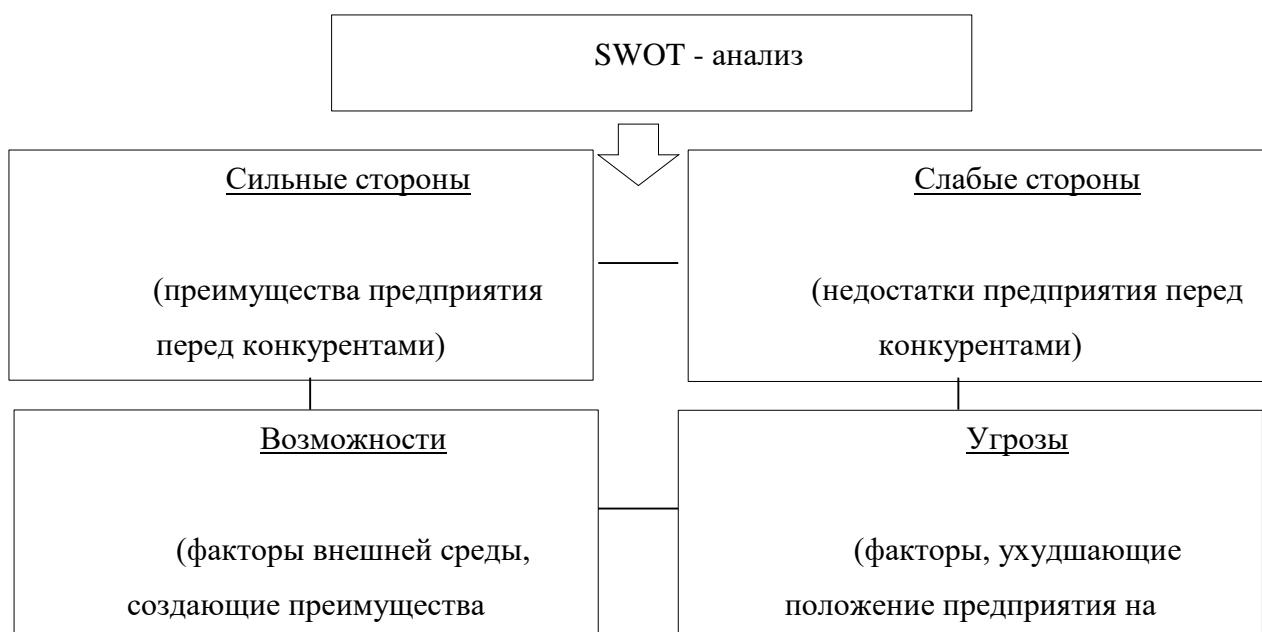 SWOT - анализ
Сильные стороны
(преимущества предприятия
перед конкурентами)
Слабые стороны
(недостатки предприятия перед
конкурентами)
Возможности
(факторы внешней среды,
создающие преимущества
Угрозы
(факторы, ухудшающие
положение предприятия на